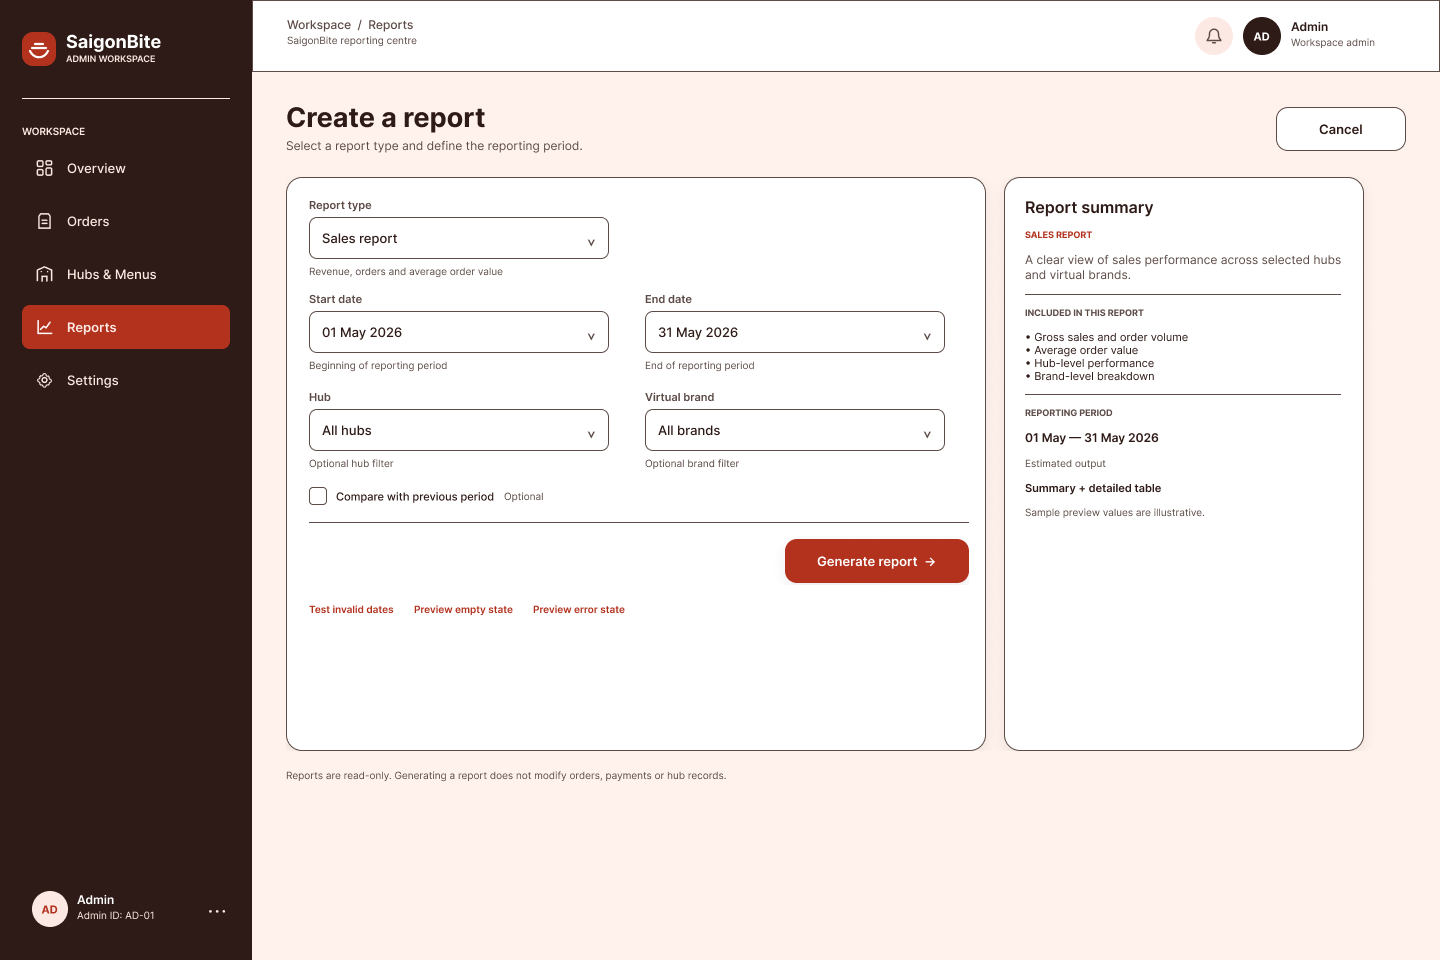 SaigonBite
ADMIN WORKSPACE
WORKSPACE
Overview
Orders
Hubs & Menus
Reports
Settings
AD
Admin
Admin ID: AD-01
...
Workspace / Reports
SaigonBite reporting centre
AD
Admin
Workspace admin
Create a report
Select a report type and define the reporting period.
Cancel
Report type
Sales report
Revenue, orders and average order value
Start date
01 May 2026
Beginning of reporting period
End date
31 May 2026
End of reporting period
Hub
All hubs
Optional hub filter
Virtual brand
All brands
Optional brand filter
Compare with previous period Optional
Generate report →
Test invalid dates Preview empty state Preview error state
Report summary
SALES REPORT
A clear view of sales performance across selected hubs
and virtual brands.
INCLUDED IN THIS REPORT
• Gross sales and order volume
• Average order value
• Hub-level performance
• Brand-level breakdown
REPORTING PERIOD
01 May — 31 May 2026
Estimated output
Summary + detailed table
Sample preview values are illustrative.
Reports are read-only. Generating a report does not modify orders, payments or hub records.